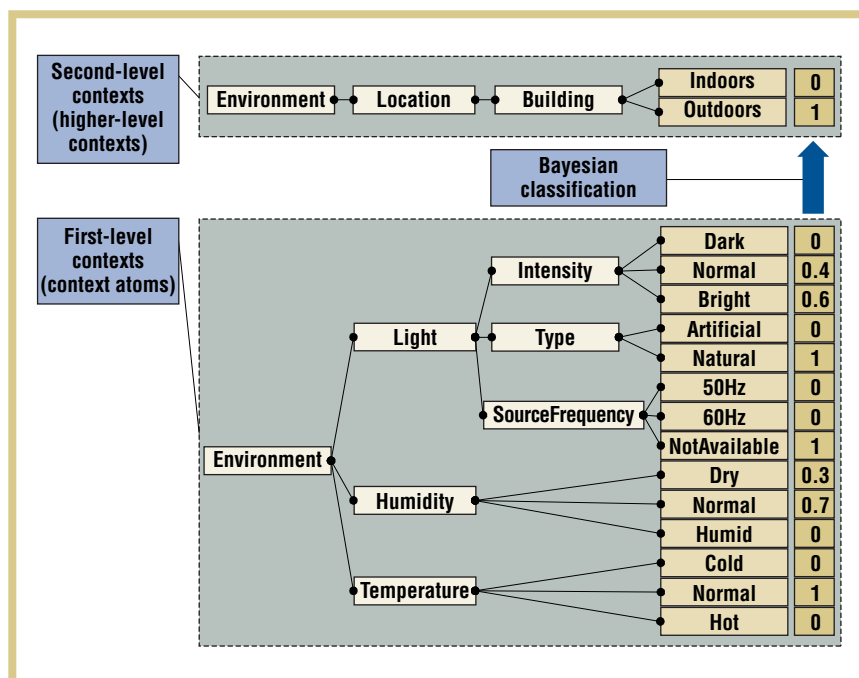 Second-level
contexts
(higher-level
contexts)
Environment
Location
Building
Indoors 0
Outdoors 1
Bayesian
classification
First-level
contexts
(context atoms)
Environment
Light
Intensity
Dark 0
Normal 0.4
Bright 0.6
Type
Artificial 0
Natural 1
SourceFrequency
50Hz 0
60Hz 0
NotAvailable 1
Humidity
Dry 0.3
Normal 0.7
Humid 0
Temperature
Cold 0
Normal 1
Hot 0